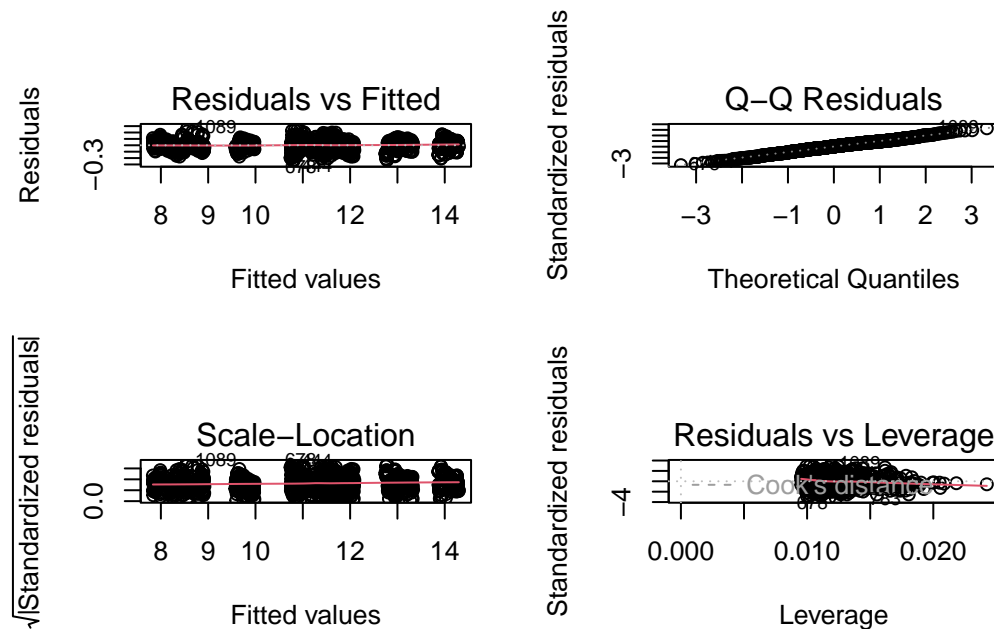 Residuals vs Fitted
Residuals
−0.3
1089
8 9 10 12 14
Fitted values
Q−Q Residuals
Standardized residuals
−3
−3 −1 0 1 2 3
Theoretical Quantiles
Scale−Location
√|Standardized residuals|
0.0
1089
8 9 10 12 14
Fitted values
Residuals vs Leverage
Standardized residuals
−4
Cook's distance
678
0.000 0.010 0.020
Leverage